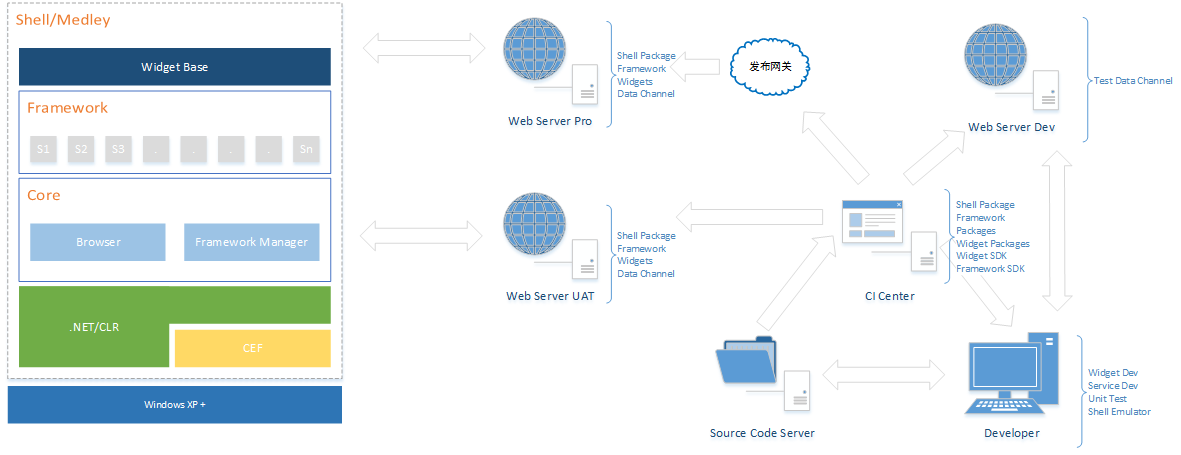 Shell/Medley
Widget Base
Framework
S1
S2
S3
.
.
.
.
Sn
Core
Browser
Framework Manager
.NET/CLR
CEF
Windows XP +
Web Server Pro
Shell Package
Framework
Widgets
Data Channel
发布网关
Web Server Dev
Test Data Channel
Web Server UAT
Shell Package
Framework
Widgets
Data Channel
CI Center
Shell Package
Framework
Packages
Widget Packages
Widget SDK
Framework SDK
Source Code Server
Developer
Widget Dev
Service Dev
Unit Test
Shell Emulator